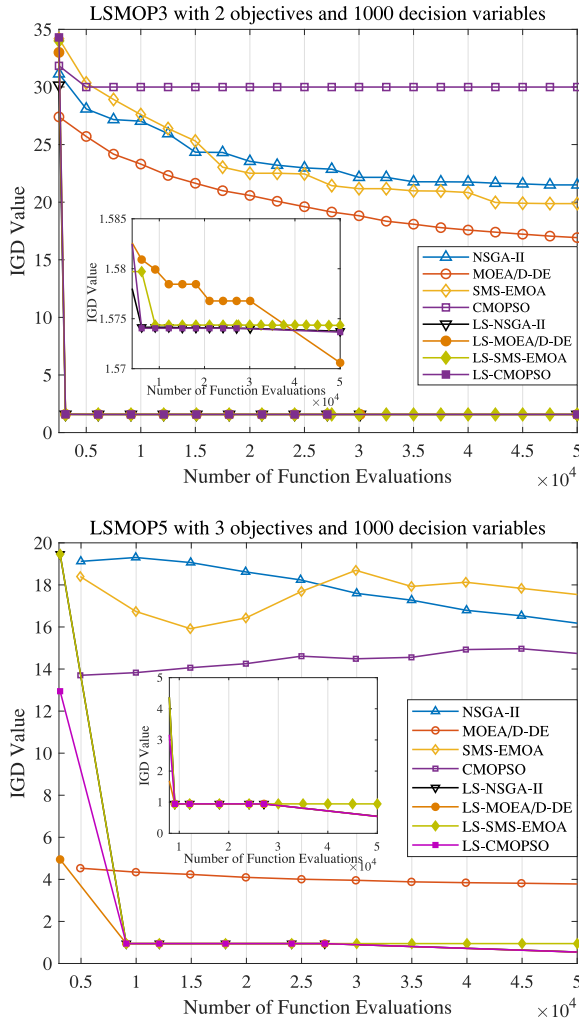 LSMOP3 with 2 objectives and 1000 decision variables
35
30
25
20
15
10
5
0
IGD Value
0.5 1 1.5 2 2.5 3 3.5 4 4.5 5
Number of Function Evaluations
×10^4
1.585
1.58
1.575
1.57
IGD Value
1 2 3 4 5
Number of Function Evaluations
×10^4
NSGA-II
MOEA/D-DE
SMS-EMOA
CMOPSO
LS-NSGA-II
LS-MOEA/D-DE
LS-SMS-EMOA
LS-CMOPSO
LSMOP5 with 3 objectives and 1000 decision variables
20
18
16
14
12
10
8
6
4
2
0
IGD Value
0.5 1 1.5 2 2.5 3 3.5 4 4.5 5
Number of Function Evaluations
×10^4
5
4
3
2
1
0
IGD Value
1 2 3 4 5
Number of Function Evaluations
×10^4
NSGA-II
MOEA/D-DE
SMS-EMOA
CMOPSO
LS-NSGA-II
LS-MOEA/D-DE
LS-SMS-EMOA
LS-CMOPSO